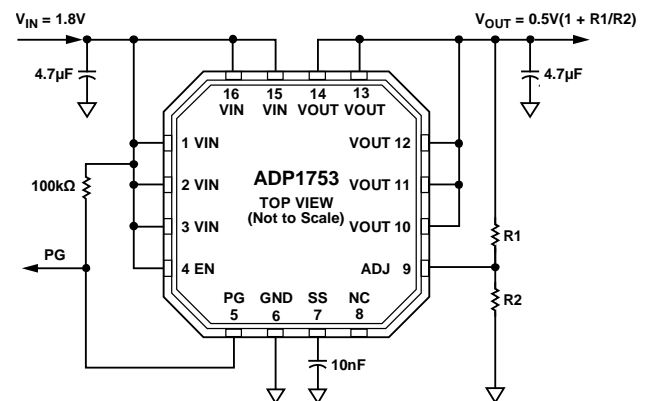 VIN = 1.8V
VOUT = 0.5V(1 + R1/R2)
4.7µF
4.7µF
16 15 14 13
VIN VIN VOUT VOUT
1 VIN
VOUT 12
100kΩ
ADP1753
TOP VIEW
(Not to Scale)
2 VIN
VOUT 11
3 VIN
VOUT 10
R1
PG
4 EN
ADJ 9
R2
PG GND SS NC
5 6 7 8
10nF